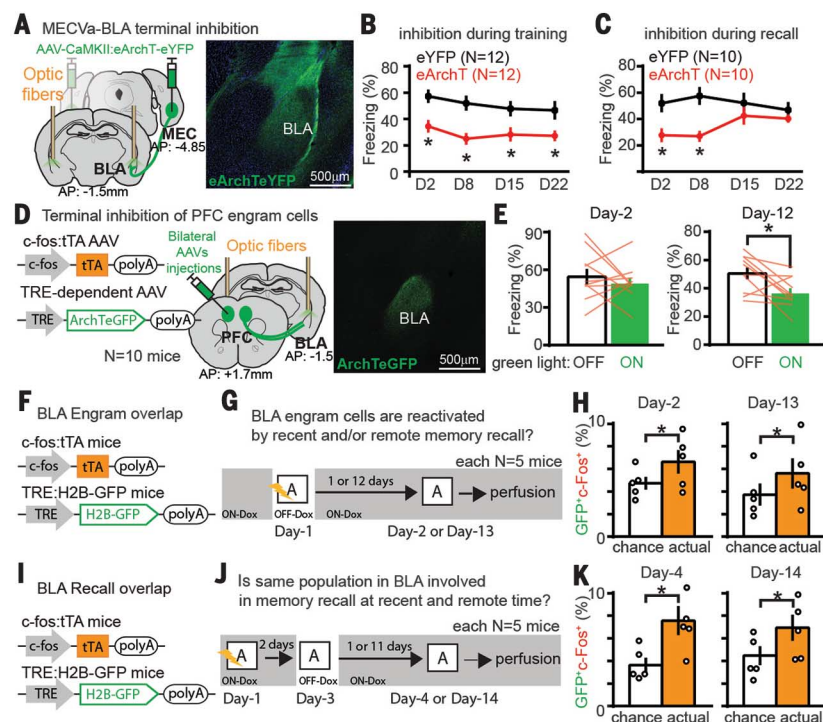 A MECVa-BLA terminal inhibition
AAV-CaMKII:eArchT-eYFP
Optic
fibers
MEC
AP: -4.85
BLA
AP: -1.5mm
BLA
eArchTeYFP
500μm
B inhibition during training
eYFP (N=12)
eArchT (N=12)
Freezing (%)
80
60
40
20
* * * *
D2 D8 D15 D22
C inhibition during recall
eYFP (N=10)
eArchT (N=10)
Freezing (%)
80
60
40
20
* *
D2 D8 D15 D22
D Terminal inhibition of PFC engram cells
c-fos:tTA AAV
c-fos tTA polyA
TRE-dependent AAV
TRE ArchTeGFP polyA
N=10 mice
Bilateral
AAVs
injections
Optic fibers
PFC
BLA
AP: -1.5
AP: +1.7mm
BLA
ArchTeGFP
500μm
E Day-2 Day-12
Freezing (%)
90
60
30
Freezing (%)
80
60
40
20
*
green light: OFF ON
OFF ON
F BLA Engram overlap
c-fos:tTA mice
c-fos tTA polyA
TRE:H2B-GFP mice
TRE H2B-GFP polyA
G BLA engram cells are reactivated
by recent and/or remote memory recall?
each N=5 mice
A 1 or 12 days A perfusion
ON-Dox OFF-Dox ON-Dox
Day-1 Day-2 or Day-13
H Day-2 Day-13
GFP⁺c-Fos⁺ (%)
10
6
2
* *
chance actual chance actual
I BLA Recall overlap
c-fos:tTA mice
c-fos tTA polyA
TRE:H2B-GFP mice
TRE H2B-GFP polyA
J Is same population in BLA involved
in memory recall at recent and remote time?
each N=5 mice
A 2 days A 1 or 11 days A perfusion
ON-Dox OFF-Dox ON-Dox
Day-1 Day-3 Day-4 or Day-14
K Day-4 Day-14
GFP⁺c-Fos⁺ (%)
10
6
2
* *
chance actual chance actual